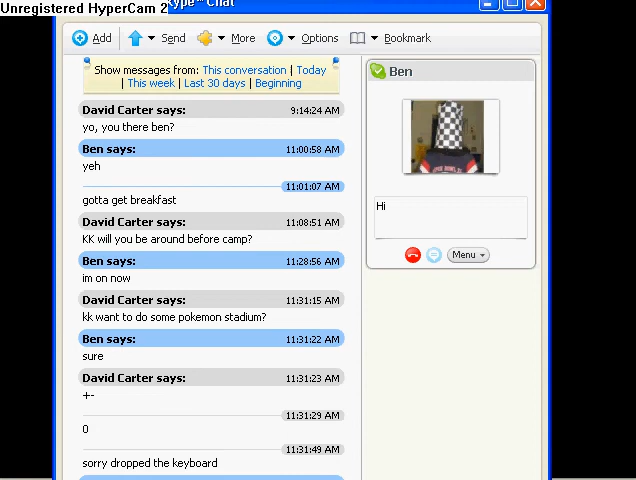 Unregistered HyperCam 2
kype™ Chat
Add Send More Options Bookmark
Show messages from: This conversation | Today
| This week | Last 30 days | Beginning
Ben
David Carter says: 9:14:24 AM
yo, you there ben?
Ben says: 11:00:58 AM
yeh
11:01:07 AM
gotta get breakfast
Hi
David Carter says: 11:08:51 AM
KK will you be around before camp?
Menu
Ben says: 11:28:56 AM
im on now
David Carter says: 11:31:15 AM
kk want to do some pokemon stadium?
Ben says: 11:31:22 AM
sure
David Carter says: 11:31:23 AM
+-
11:31:29 AM
0
11:31:49 AM
sorry dropped the keyboard